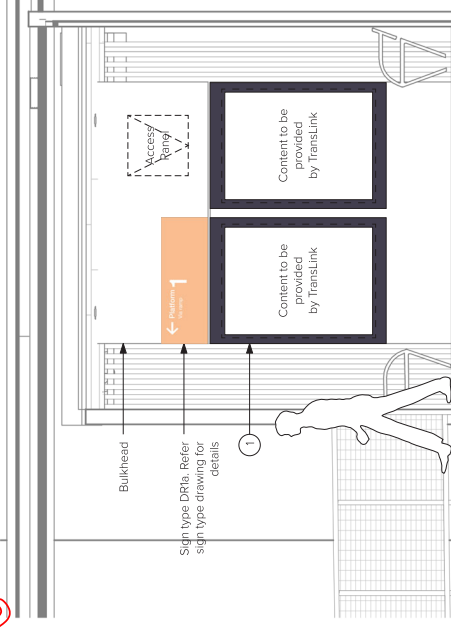 Bulkhead
Sign type DR1a. Refer
sign type drawing for
details
1
Access
Panel
Platform
1
Content to be
provided
by TransLink
Content to be
provided
by TransLink